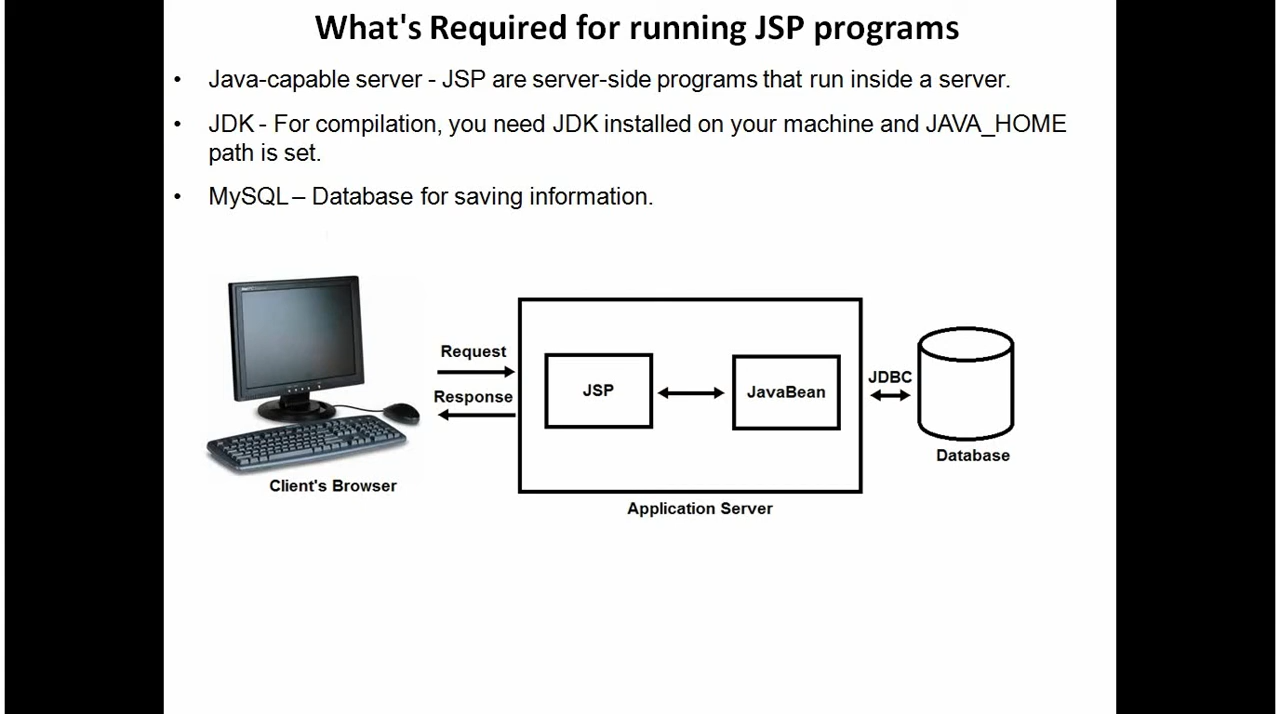 What's Required for running JSP programs
• Java-capable server - JSP are server-side programs that run inside a server.
• JDK - For compilation, you need JDK installed on your machine and JAVA_HOME
path is set.
• MySQL – Database for saving information.
Request
Response
JSP
JavaBean
JDBC
Database
Client's Browser
Application Server